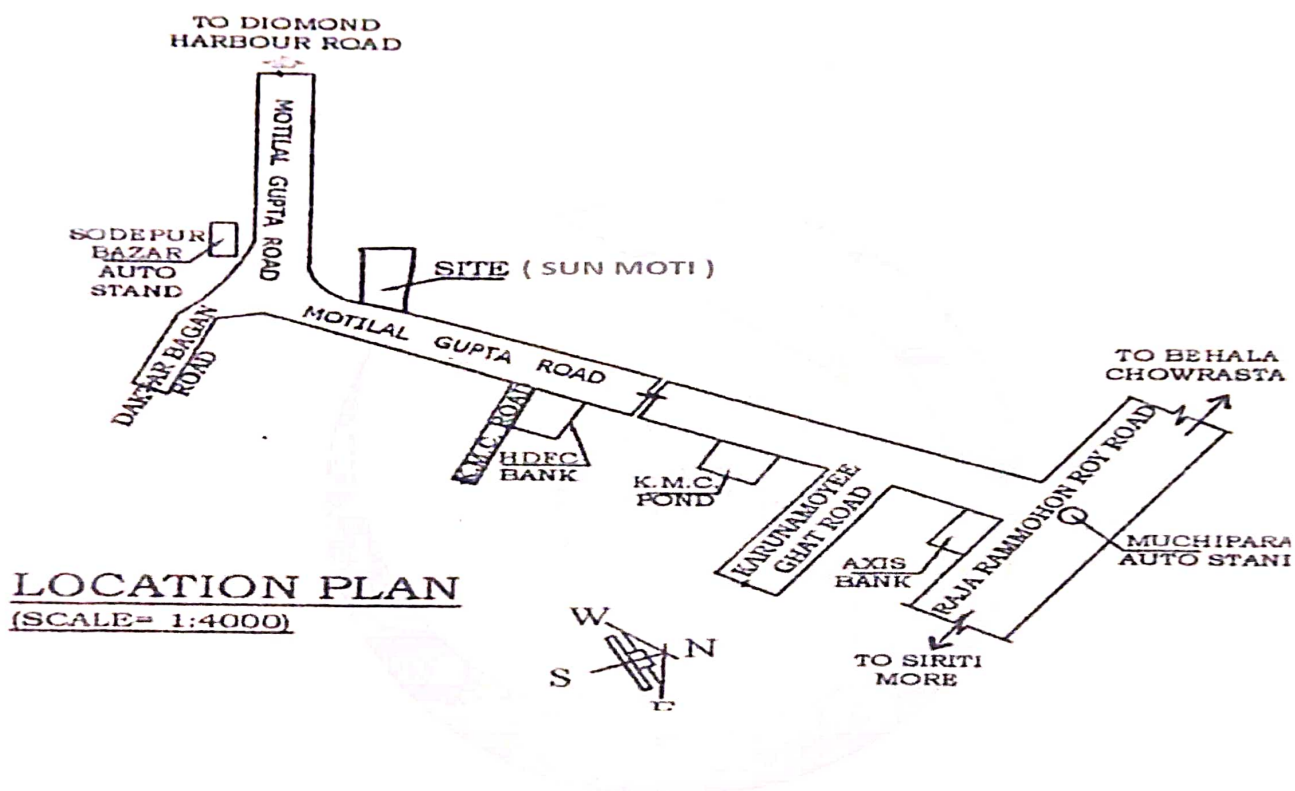 TO DIOMOND
HARBOUR ROAD
MOTILAL GUPTA ROAD
SODEPUR
BAZAR
AUTO
STAND
SITE ( SUN MOTI )
DAKTAR BAGAN
ROAD
MOTILAL GUPTA ROAD
K.M.C. ROAD
HDFC
BANK
K.M.C.
POND
KARUNAMOYEE
GHAT ROAD
AXIS
BANK
RAJA RAMMOHON ROY ROAD
TO BEHALA
CHOWRASTA
MUCHIPARA
AUTO STAN
TO SIRITI
MORE
LOCATION PLAN
(SCALE= 1:4000)
W
N
S